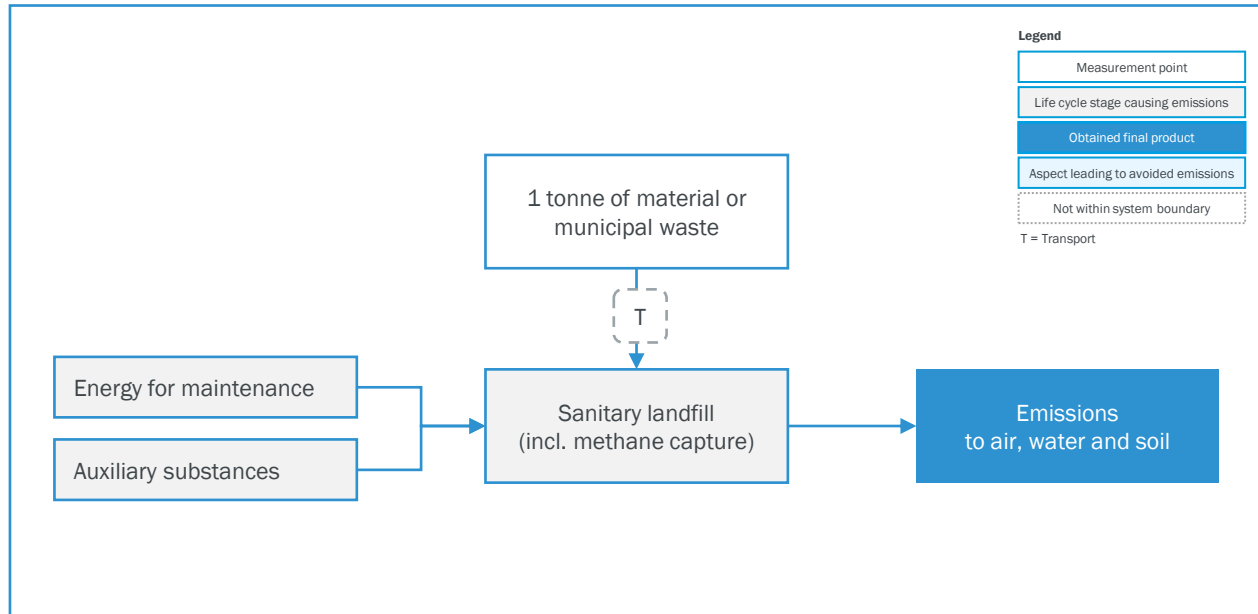 Legend
Measurement point
Life cycle stage causing emissions
Obtained final product
Aspect leading to avoided emissions
Not within system boundary
T = Transport
1 tonne of material or
municipal waste
T
Energy for maintenance
Auxiliary substances
Sanitary landfill
(incl. methane capture)
Emissions
to air, water and soil